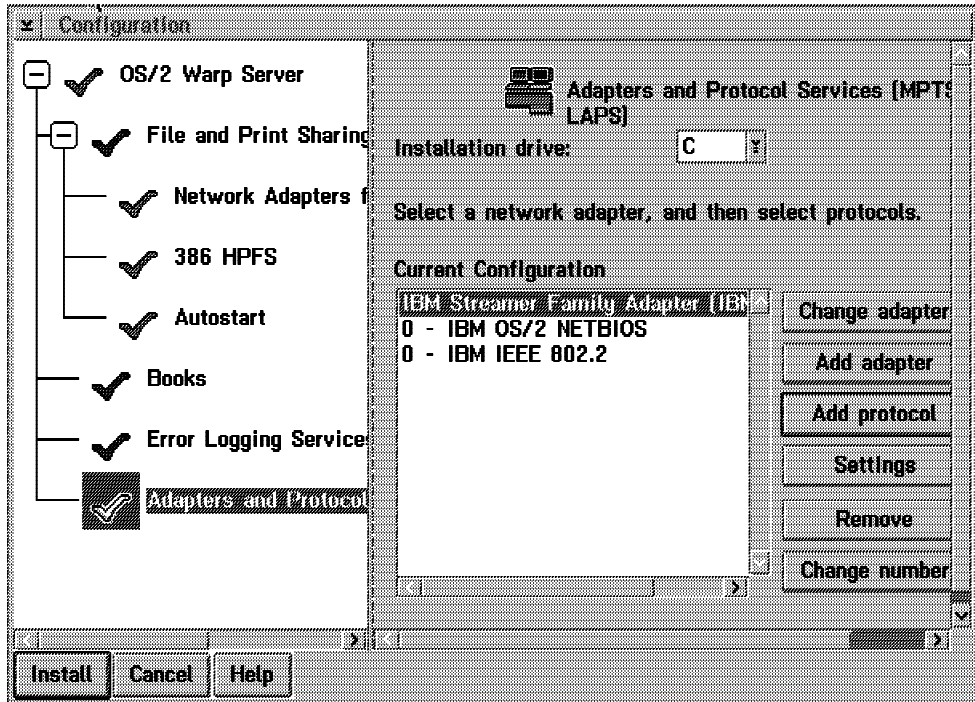 Configuration
OS/2 Warp Server
File and Print Sharing
Network Adapters f
386 HPFS
Autostart
Books
Error Logging Service
Adapters and Protocol
Adapters and Protocol Services (MPTS
LAPS)
Installation drive: C
Select a network adapter, and then select protocols.
Current Configuration
IBM Streamer Family Adapter (IBM
0 - IBM OS/2 NETBIOS
0 - IBM IEEE 802.2
Change adapter
Add adapter
Add protocol
Settings
Remove
Change number
Install Cancel Help